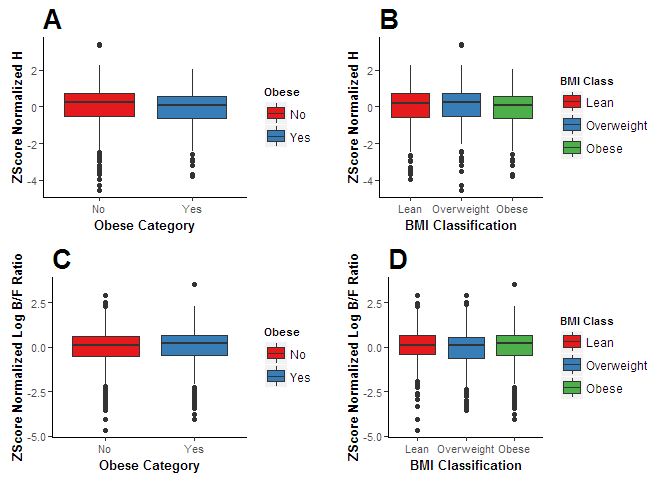 A
ZScore Normalized H
2
0
-2
-4
No Yes
Obese Category
Obese
No
Yes
B
ZScore Normalized H
2
0
-2
-4
Lean Overweight Obese
BMI Classification
BMI Class
Lean
Overweight
Obese
C
ZScore Normalized Log B/F Ratio
2.5
0.0
-2.5
-5.0
No Yes
Obese Category
Obese
No
Yes
D
ZScore Normalized Log B/F Ratio
2.5
0.0
-2.5
-5.0
Lean Overweight Obese
BMI Classification
BMI Class
Lean
Overweight
Obese